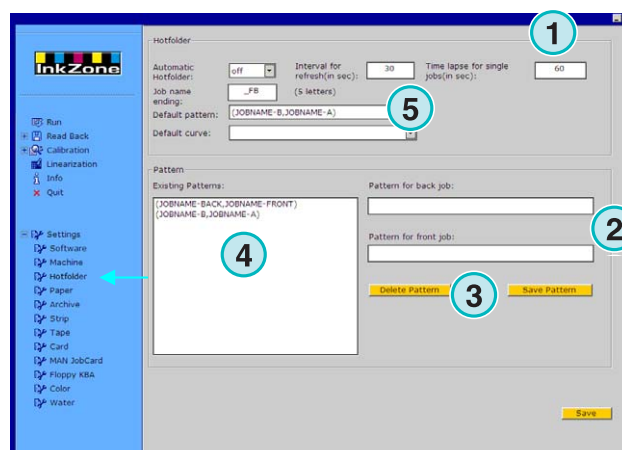 InkZone
Run
Read Back
Calibration
Linearization
Info
Quit
Settings
Software
Machine
Hotfolder
Paper
Archive
Strip
Tape
Card
MAN JobCard
Floppy KBA
Color
Water
Hotfolder
1
Automatic Hotfolder:
off
Interval for refresh(in sec):
30
Time lapse for single jobs(in sec):
60
Job name ending:
_FB
(5 letters)
Default pattern:
(JOBNAME-B,JOBNAME-A)
5
Default curve:
Pattern
Existing Patterns:
(JOBNAME-BACK,JOBNAME-FRONT)
(JOBNAME-B,JOBNAME-A)
4
Pattern for back job:
2
Pattern for front job:
Delete Pattern
3
Save Pattern
Save